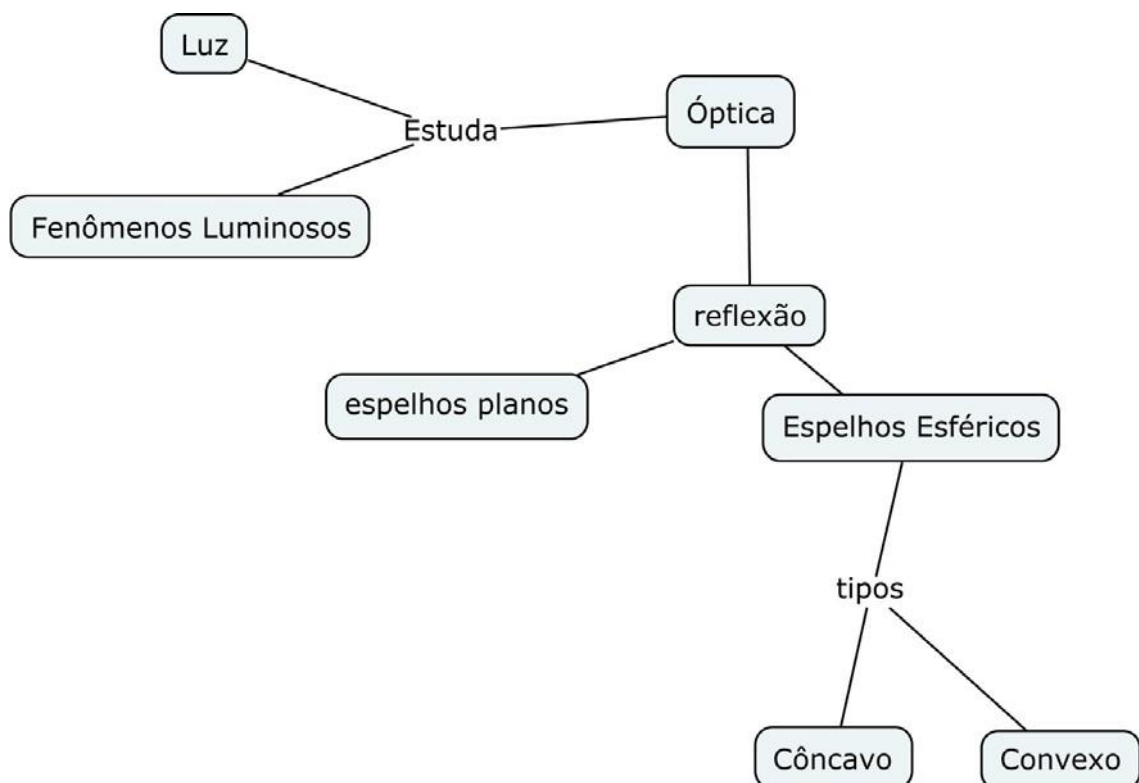 Luz
Óptica
Estuda
Fenômenos Luminosos
reflexão
espelhos planos
Espelhos Esféricos
tipos
Côncavo
Convexo